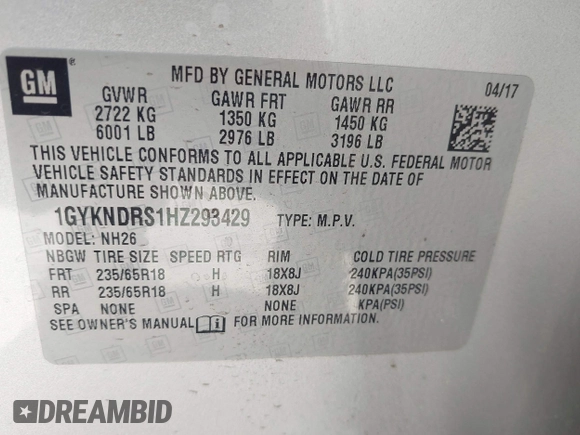 GM
®
MFD BY GENERAL MOTORS LLC
04/17
GVWR GAWR FRT GAWR RR
2722 KG 1350 KG 1450 KG
6001 LB 2976 LB 3196 LB
THIS VEHICLE CONFORMS TO ALL APPLICABLE U.S. FEDERAL MOTOR
VEHICLE SAFETY STANDARDS IN EFFECT ON THE DATE OF
MANUFACTURE SHOWN ABOVE.
1GYKNDRS1HZ293429 TYPE: M.P.V.
MODEL: NH26
NBGW TIRE SIZE SPEED RTG RIM COLD TIRE PRESSURE
FRT 235/65R18 H 18X8J 240KPA(35PSI)
RR 235/65R18 H 18X8J 240KPA(35PSI)
SPA NONE NONE KPA(PSI)
SEE OWNER'S MANUAL FOR MORE INFORMATION.
DREAMBID